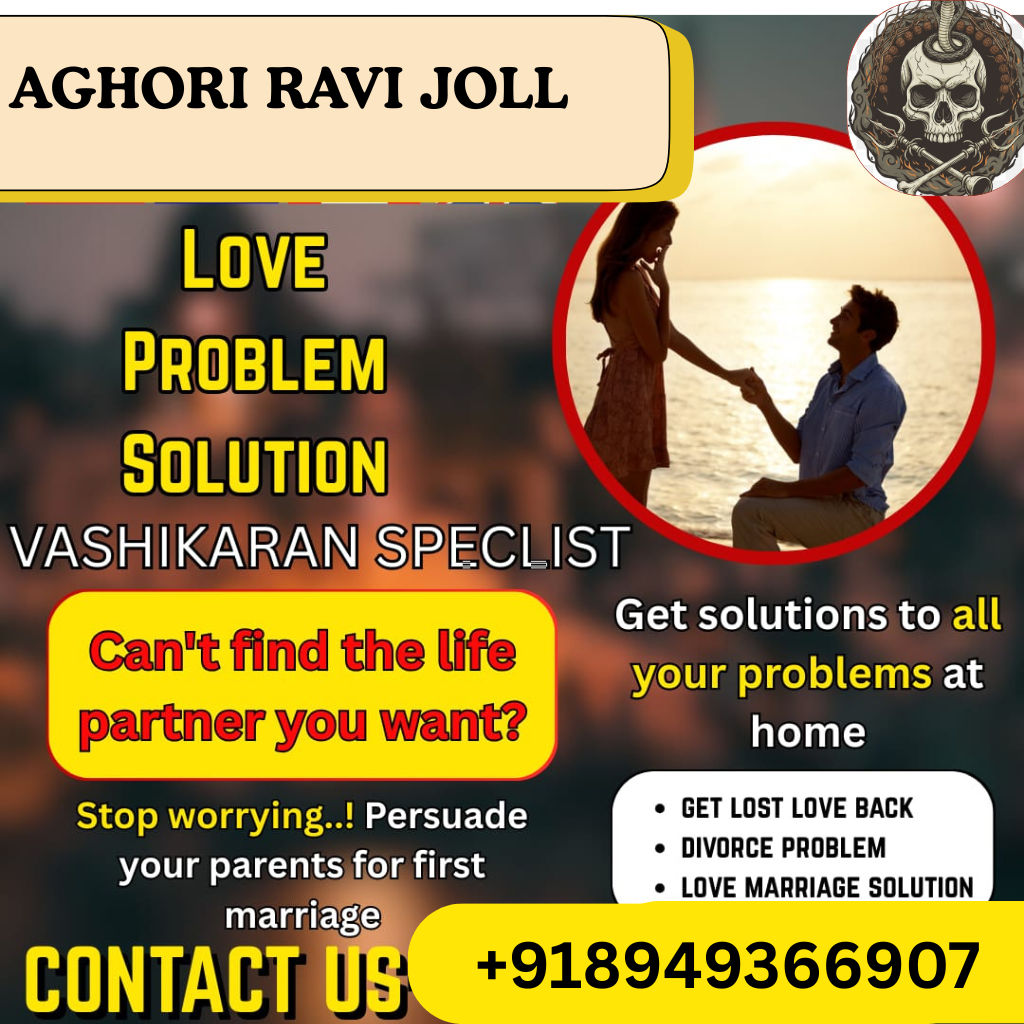 AGHORI RAVI JOLL
LOVE
PROBLEM
SOLUTION
VASHIKARAN SPECLIST
Can't find the life
partner you want?
Stop worrying..! Persuade
your parents for first
marriage
Get solutions to all
your problems at
home
• GET LOST LOVE BACK
• DIVORCE PROBLEM
• LOVE MARRIAGE SOLUTION
CONTACT US
+918949366907